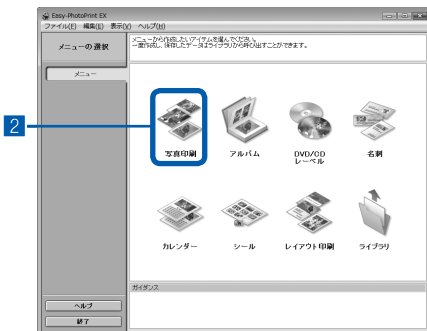 Easy-PhotoPrint EX
ファイル(F) 編集(E) 表示(V) ヘルプ(H)
メニューの選択
メニューから作成したいアイテムを選んでください。
一度作成し、保存したデータはライブラリから呼び出すことができます。
メニュー
2
写真印刷
アルバム
DVD/CD
レーベル
名刺
カレンダー
シール
レイアウト印刷
ライブラリ
ガイダンス
ヘルプ
終了